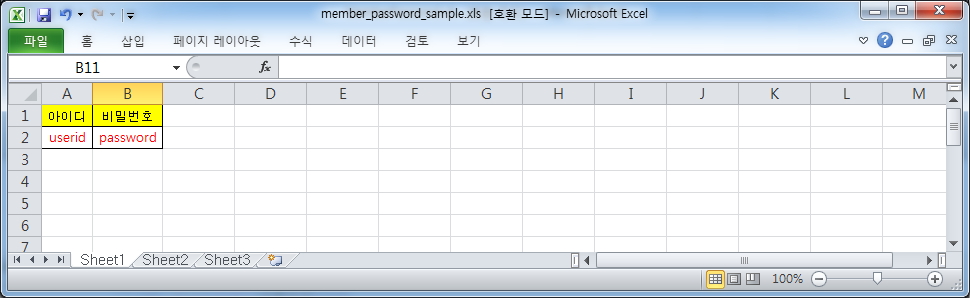 member_password_sample.xls [호환 모드] - Microsoft Excel
파일 홈 삽입 페이지 레이아웃 수식 데이터 검토 보기
B11 fx
A B C D E F G H I J K L M
1 아이디 비밀번호
2 userid password
3
4
5
6
7
Sheet1 Sheet2 Sheet3
100%